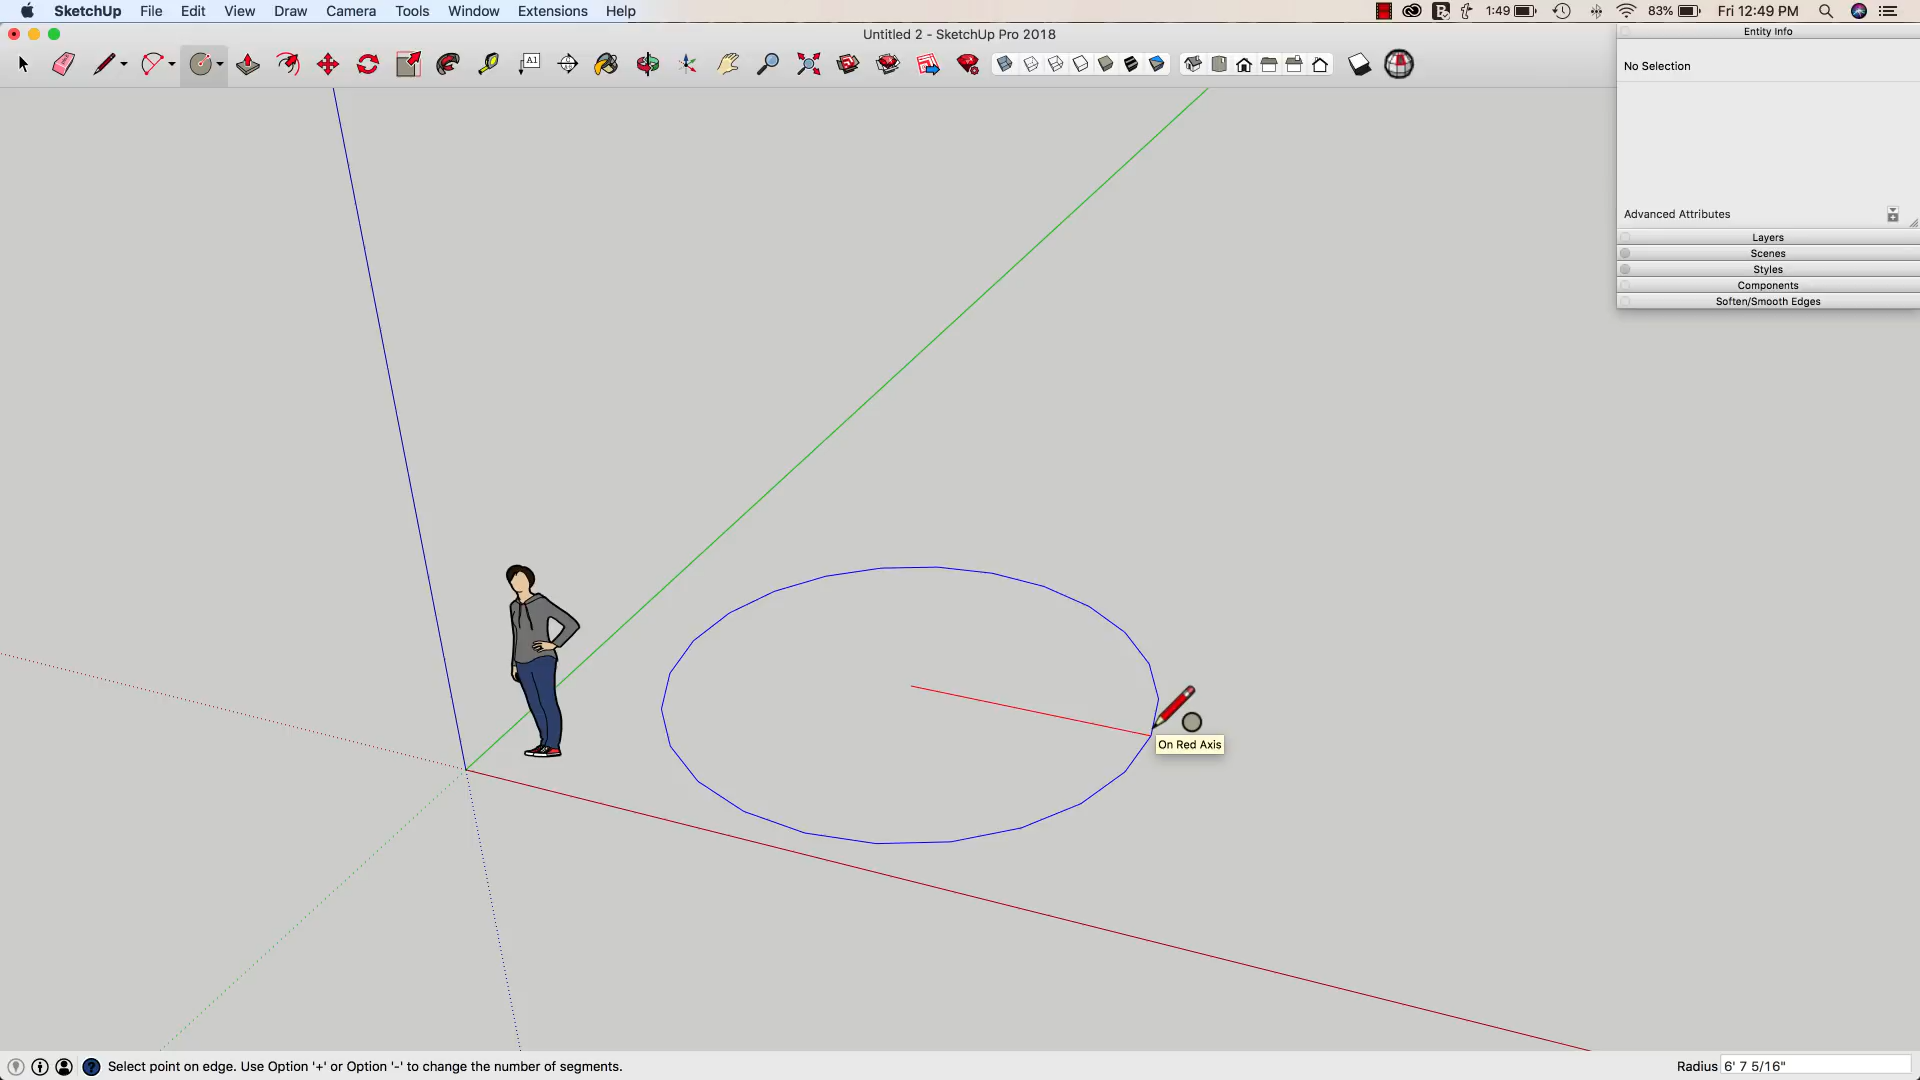 SketchUp File Edit View Draw Camera Tools Window Extensions Help
1:49 83% Fri 12:49 PM
Untitled 2 - SketchUp Pro 2018
A1
Entity Info
No Selection
Advanced Attributes
Layers
Scenes
Styles
Components
Soften/Smooth Edges
On Red Axis
Select point on edge. Use Option '+' or Option '-' to change the number of segments.
Radius 6' 7 5/16"